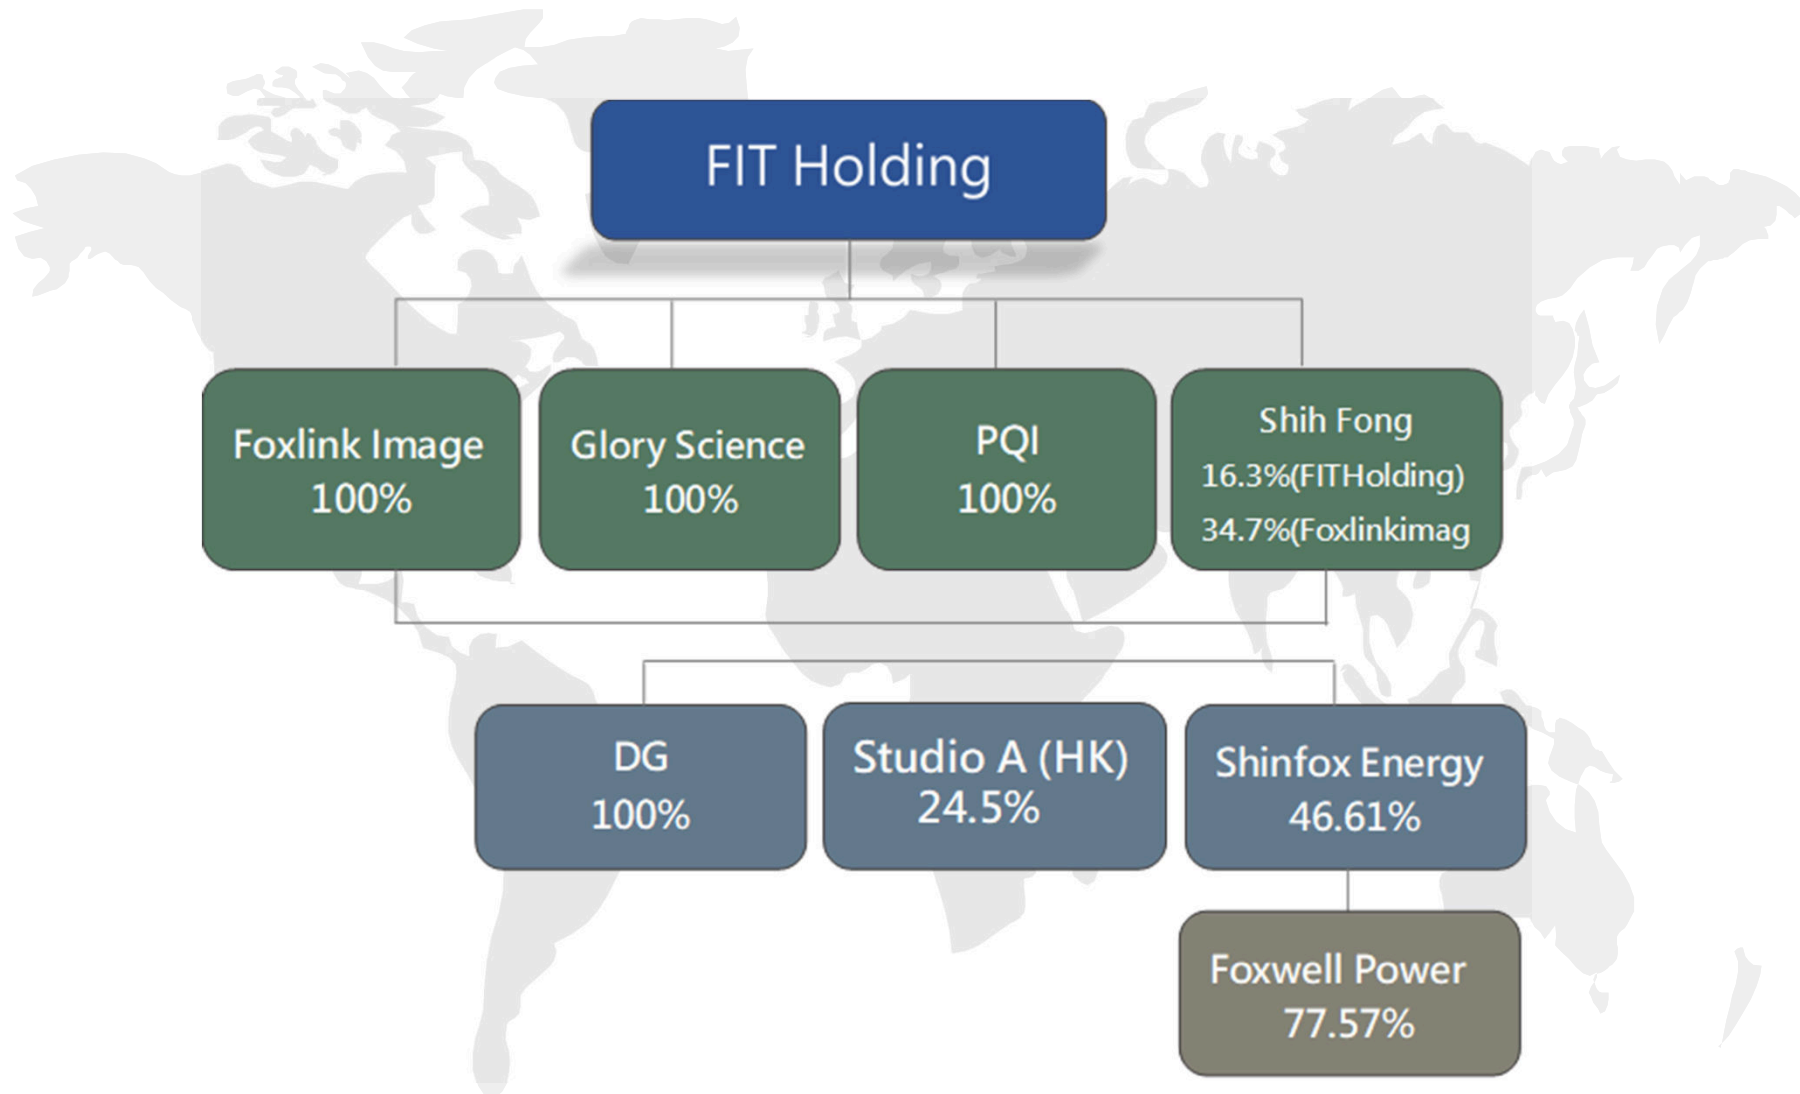 FIT Holding
Foxlink Image
100%
Glory Science
100%
PQI
100%
Shih Fong
16.3%(FITHolding)
34.7%(Foxlinkimag
DG
100%
Studio A (HK)
24.5%
Shinfox Energy
46.61%
Foxwell Power
77.57%